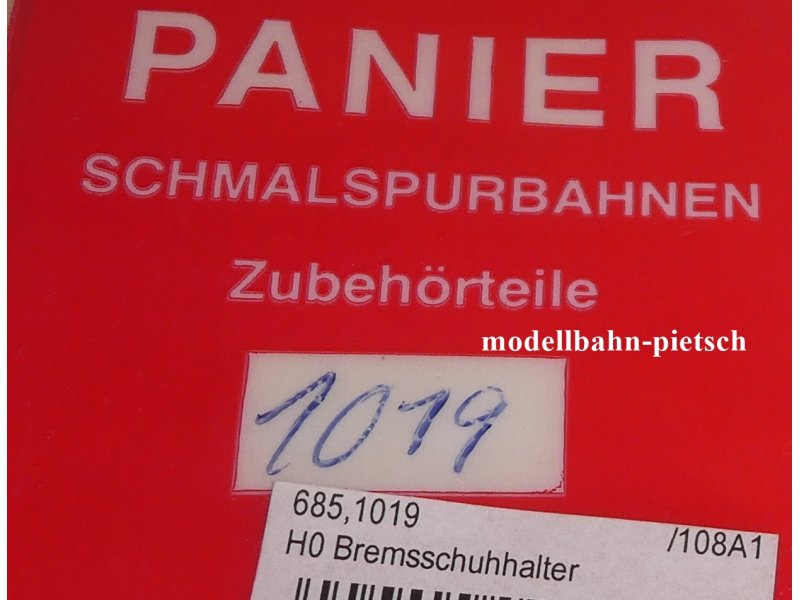 PANIER
SCHMALSPURBAHNEN
Zubehörteile
modellbahn-pietsch
1019
685,1019 /108A1
H0 Bremsschuhhalter